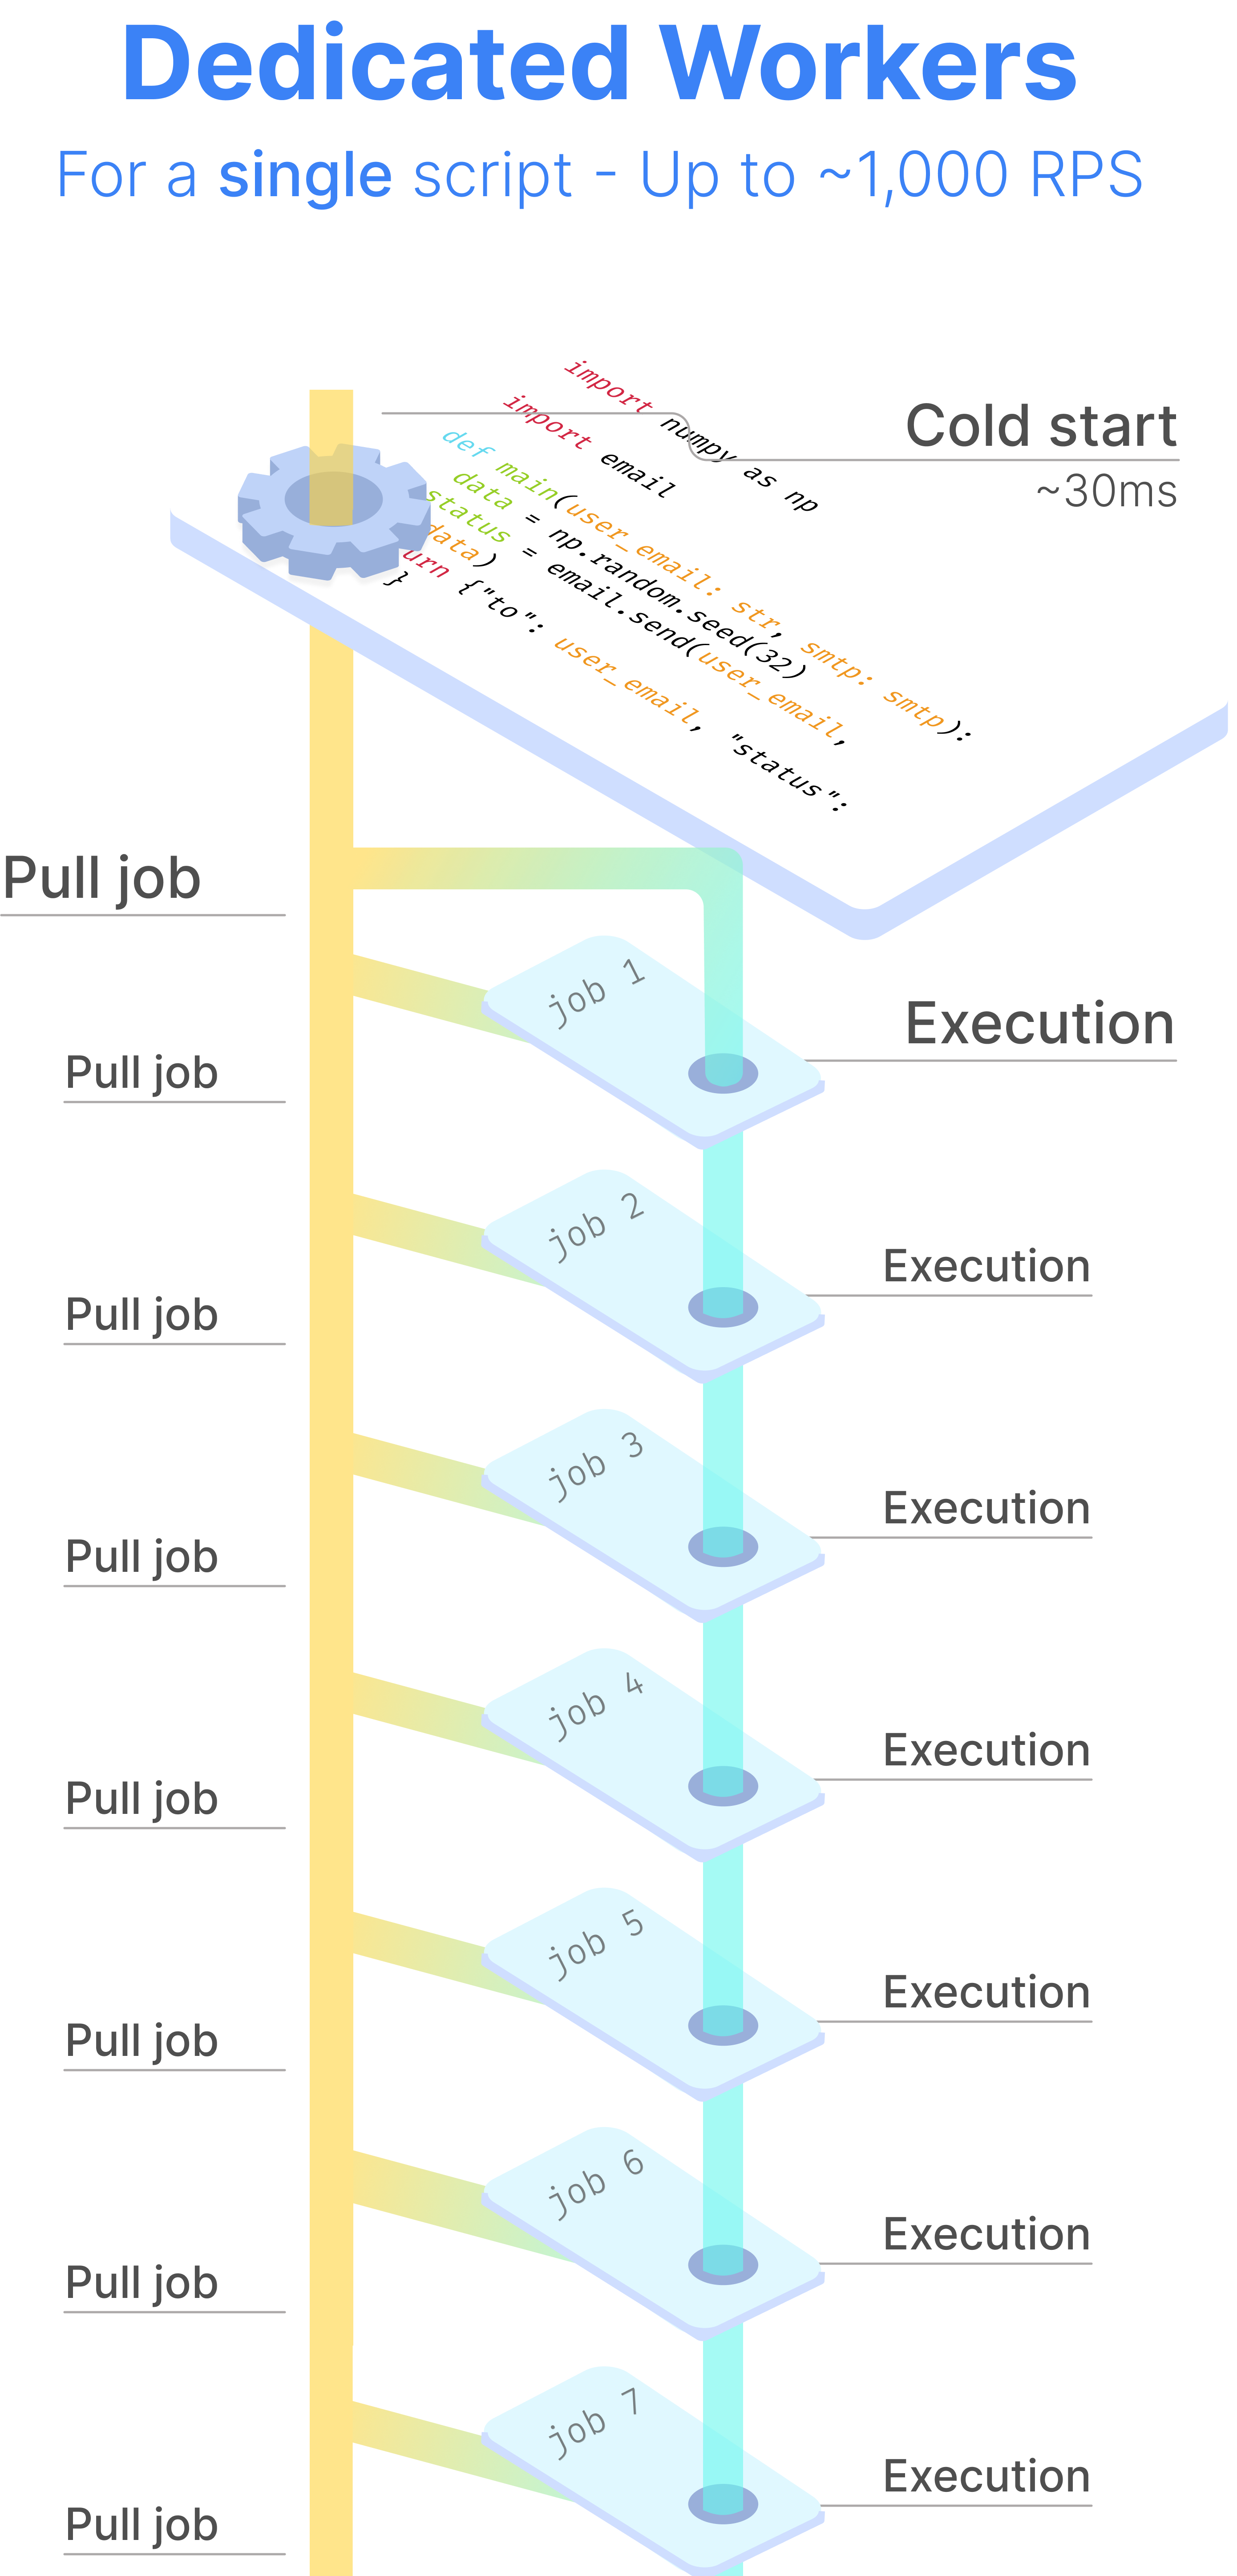 Dedicated Workers
For a single script - Up to ~1,000 RPS
import numpy as np
import email
def main(user_email: str, smtp: smtp):
data = np.random.seed(32)
status = email.send(user_email,
data)
urn {"to": user_email, "status":
}
Cold start
~30ms
Pull job
job 1
Execution
Pull job
job 2
Execution
Pull job
job 3
Execution
Pull job
job 4
Execution
Pull job
job 5
Execution
Pull job
job 6
Execution
Pull job
job 7
Execution
Pull job